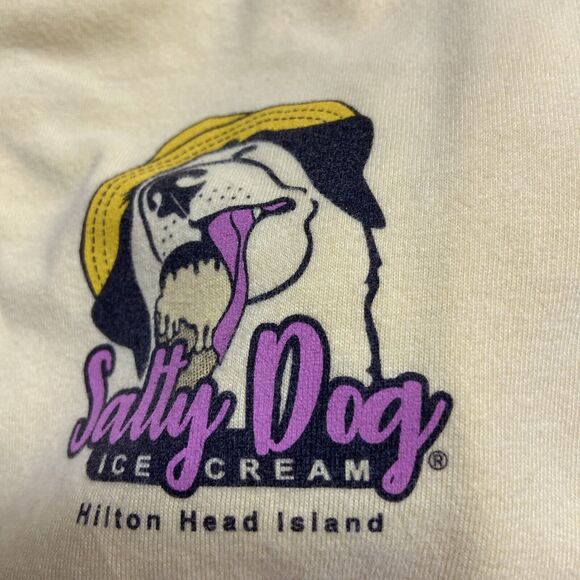 Salty Dog
ICE CREAM ®
Hilton Head Island